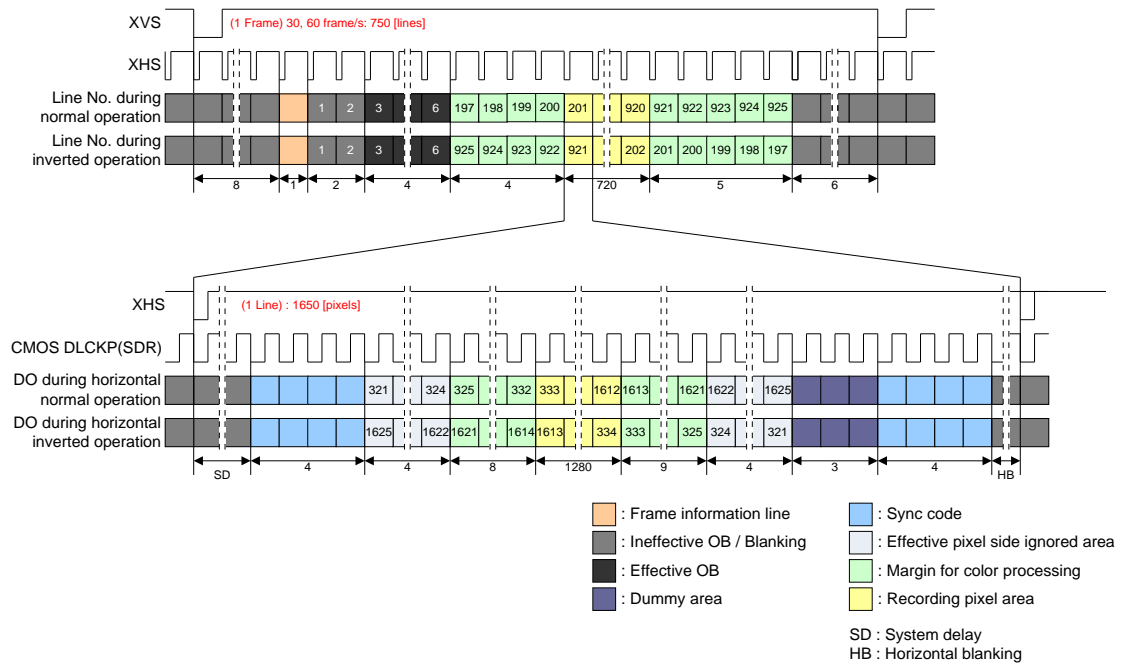 XVS
(1 Frame) 30, 60 frame/s: 750 [lines]
XHS
Line No. during
normal operation
1 2 3 6 197 198 199 200 201 920 921 922 923 924 925
Line No. during
inverted operation
1 2 3 6 925 924 923 922 921 202 201 200 199 198 197
8 1 2 4 4 720 5 6
XHS
(1 Line) : 1650 [pixels]
CMOS DLCKP(SDR)
DO during horizontal
normal operation
321 324 325 332 333 1612 1613 1621 1622 1625
DO during horizontal
inverted operation
1625 1622 1621 1614 1613 334 333 325 324 321
SD 4 4 8 1280 9 4 3 4 HB
: Frame information line
: Ineffective OB / Blanking
: Effective OB
: Dummy area
: Sync code
: Effective pixel side ignored area
: Margin for color processing
: Recording pixel area
SD : System delay
HB : Horizontal blanking